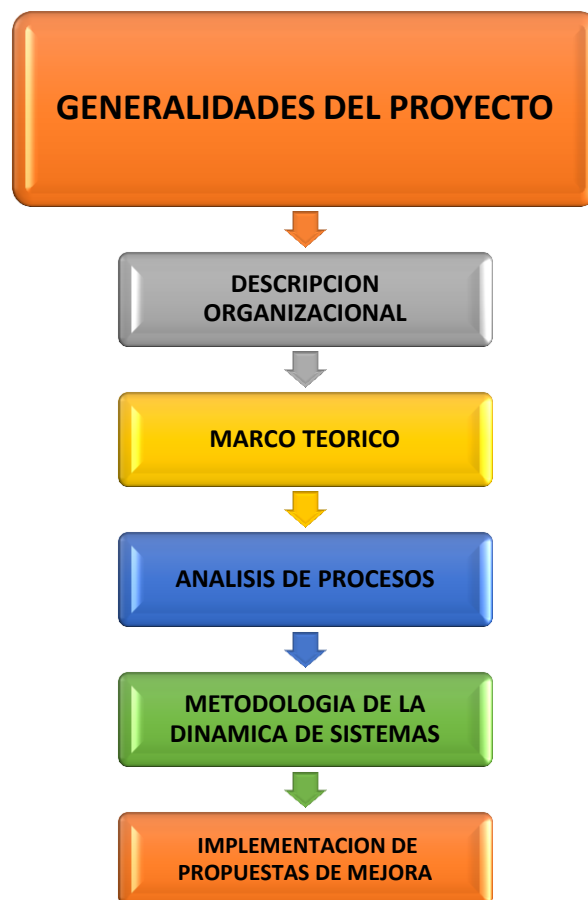 GENERALIDADES DEL PROYECTO
DESCRIPCION
ORGANIZACIONAL
MARCO TEORICO
ANALISIS DE PROCESOS
METODOLOGIA DE LA
DINAMICA DE SISTEMAS
IMPLEMENTACION DE
PROPUESTAS DE MEJORA